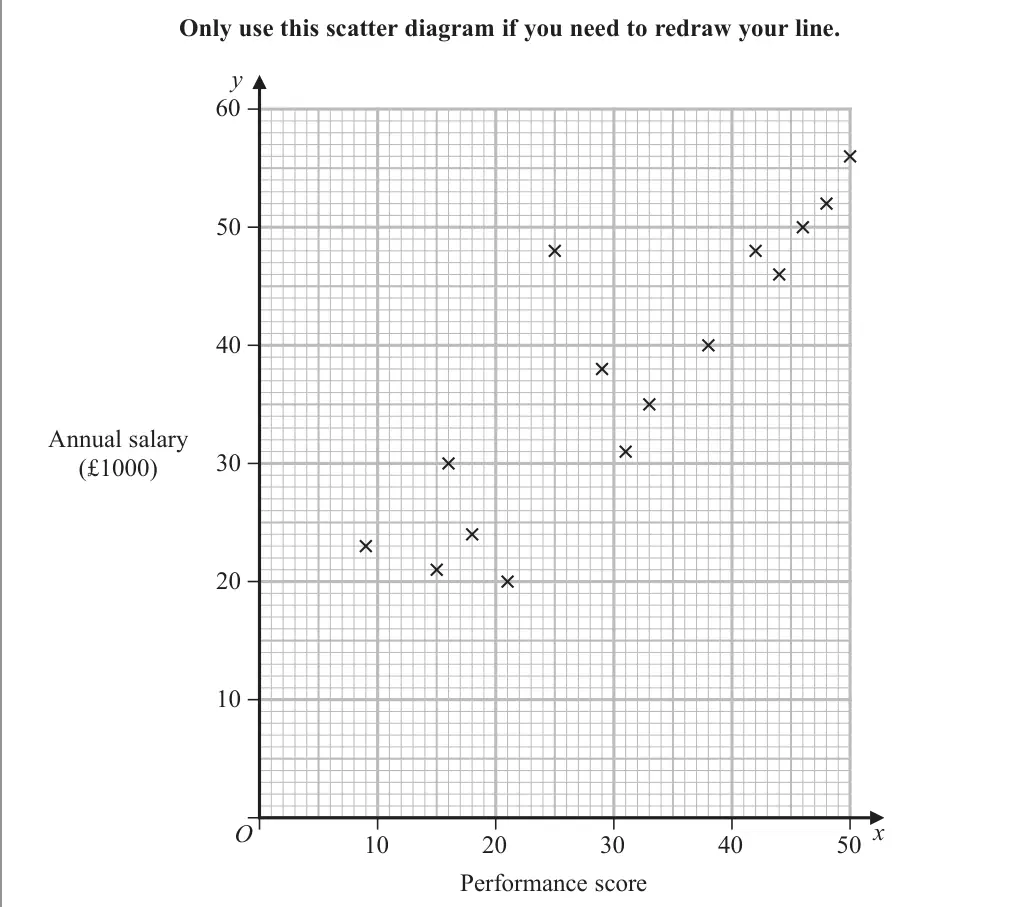 Only use this scatter diagram if you need to redraw your line.
y
60
50
40
Annual salary
(£1000)
30
20
10
O
10 20 30 40 50 x
Performance score